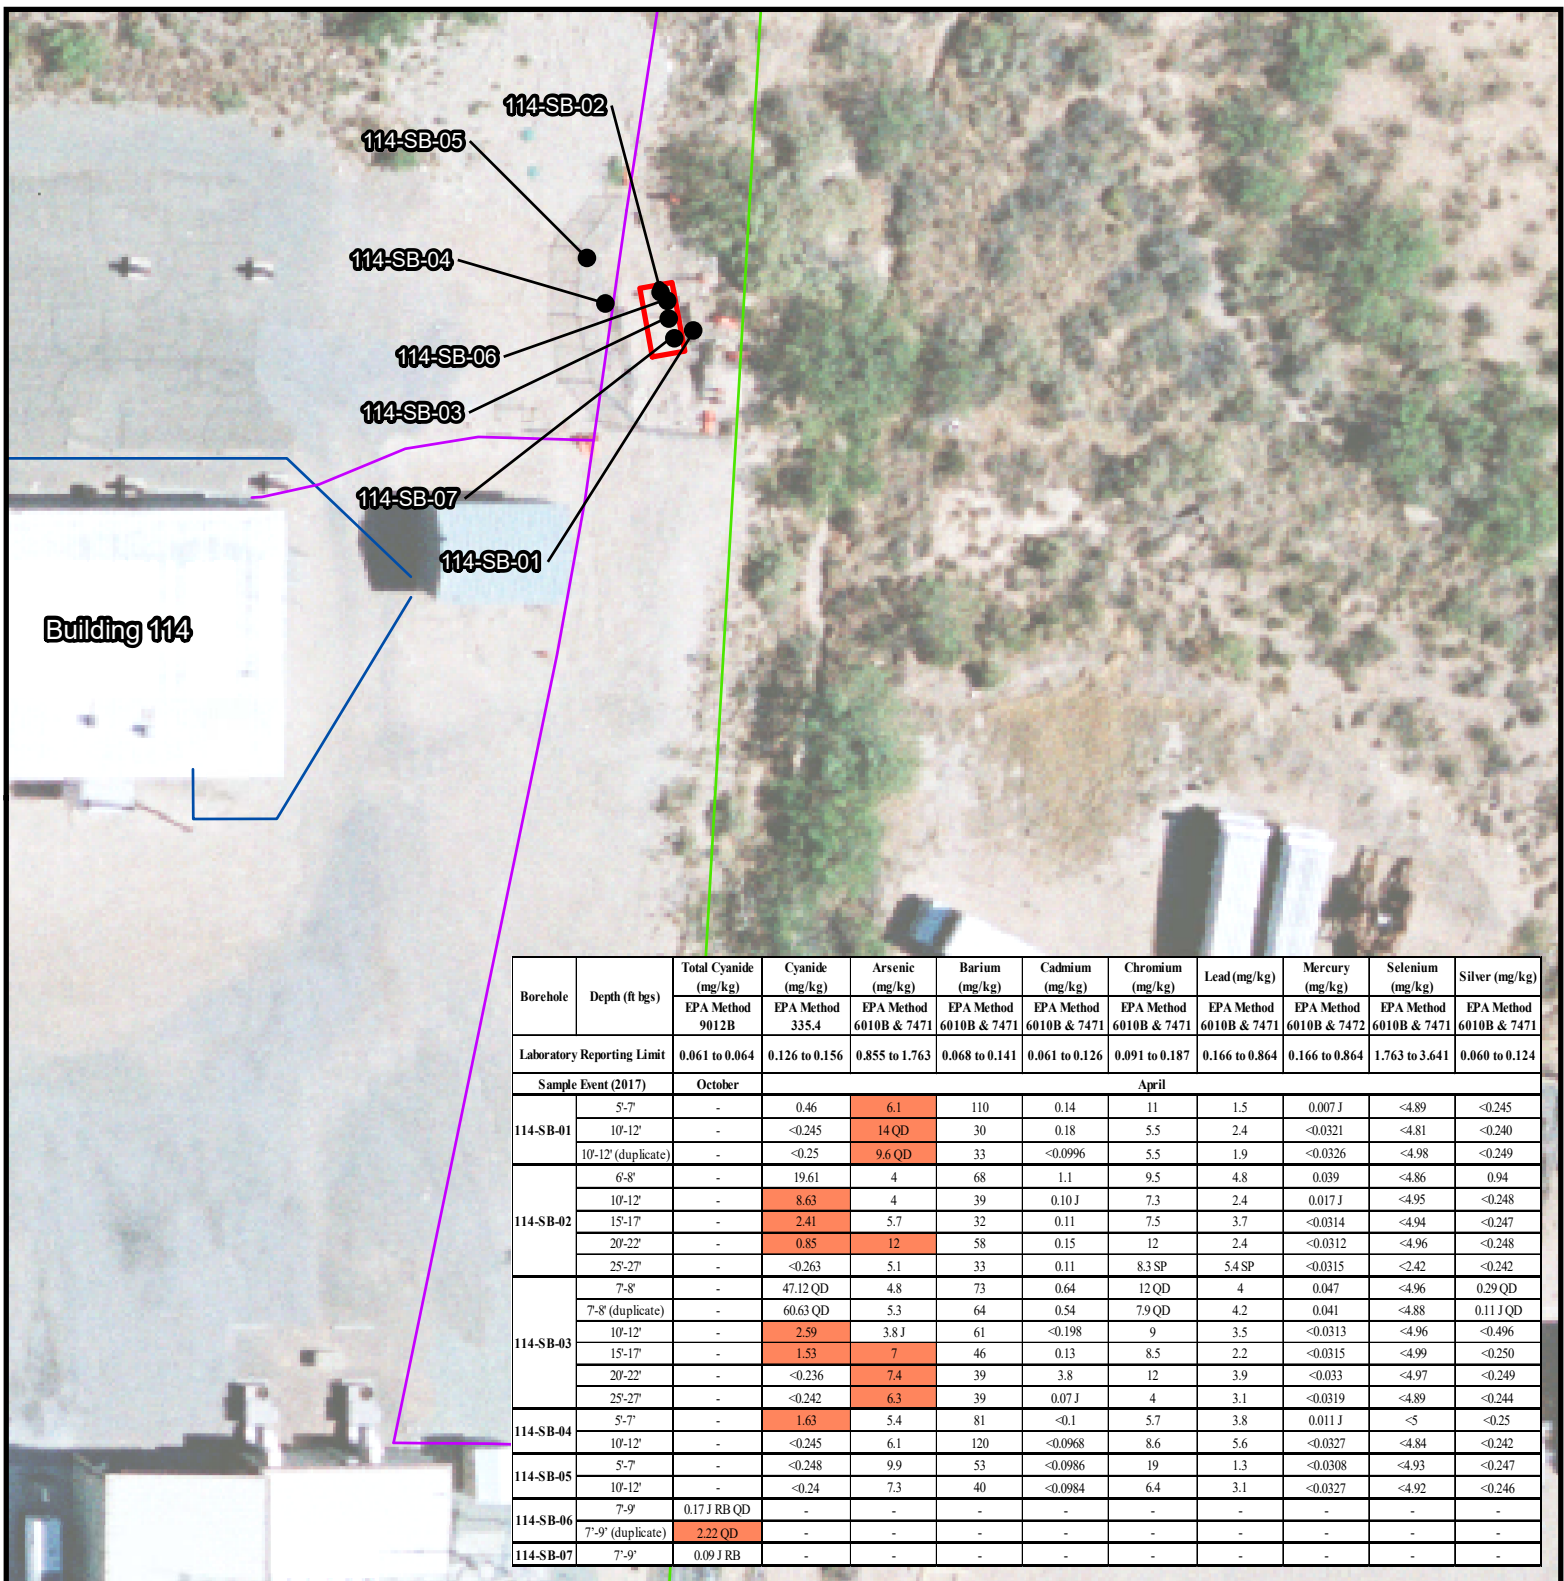 114-SB-02
114-SB-05
114-SB-04
114-SB-06
114-SB-03
114-SB-07
114-SB-01
Building 114
Borehole Depth (ft bgs) Total Cyanide (mg/kg) Cyanide (mg/kg) Arsenic (mg/kg) Barium (mg/kg) Cadmium (mg/kg) Chromium (mg/kg) Lead (mg/kg) Mercury (mg/kg) Selenium (mg/kg) Silver (mg/kg)
EPA Method 9012B EPA Method 335.4 EPA Method 6010B & 7471 EPA Method 6010B & 7471 EPA Method 6010B & 7471 EPA Method 6010B & 7471 EPA Method 6010B & 7471 EPA Method 6010B & 7472 EPA Method 6010B & 7471 EPA Method 6010B & 7471
Laboratory Reporting Limit 0.061 to 0.064 0.126 to 0.156 0.855 to 1.763 0.068 to 0.141 0.061 to 0.126 0.091 to 0.187 0.166 to 0.864 0.166 to 0.864 1.763 to 3.641 0.060 to 0.124
Sample Event (2017) October April
114-SB-01 5'-7' - 0.46 6.1 110 0.14 11 1.5 0.007 J <4.89 <0.245
10'-12' - <0.245 14 QD 30 0.18 5.5 2.4 <0.0321 <4.81 <0.240
10'-12' (duplicate) - <0.25 9.6 QD 33 <0.0996 5.5 1.9 <0.0326 <4.98 <0.249
114-SB-02 6'-8' - 19.61 4 68 1.1 9.5 4.8 0.039 <4.86 0.94
10'-12' - 8.63 4 39 0.10 J 7.3 2.4 0.017 J <4.95 <0.248
15'-17' - 2.41 5.7 32 0.11 7.5 3.7 <0.0314 <4.94 <0.247
20'-22' - 0.85 12 58 0.15 12 2.4 <0.0312 <4.96 <0.248
25'-27' - <0.263 5.1 33 0.11 8.3 SP 5.4 SP <0.0315 <2.42 <0.242
114-SB-03 7'-8' - 47.12 QD 4.8 73 0.64 12 QD 4 0.047 <4.96 0.29 QD
7'-8' (duplicate) - 60.63 QD 5.3 64 0.54 7.9 QD 4.2 0.041 <4.88 0.11 J QD
10'-12' - 2.59 3.8 J 61 <0.198 9 3.5 <0.0313 <4.96 <0.496
15'-17' - 1.53 7 46 0.13 8.5 2.2 <0.0315 <4.99 <0.250
20'-22' - <0.236 7.4 39 3.8 12 3.9 <0.033 <4.97 <0.249
25'-27' - <0.242 6.3 39 0.07 J 4 3.1 <0.0319 <4.89 <0.244
114-SB-04 5'-7' - 1.63 5.4 81 <0.1 5.7 3.8 0.011 J <5 <0.25
10'-12' - <0.245 6.1 120 <0.0968 8.6 5.6 <0.0327 <4.84 <0.242
114-SB-05 5'-7' - <0.248 9.9 53 <0.0986 19 1.3 <0.0308 <4.93 <0.247
10'-12' - <0.24 7.3 40 <0.0984 6.4 3.1 <0.0327 <4.92 <0.246
114-SB-06 7'-9' 0.17 J RB QD - - - - - - - - -
7'-9' (duplicate) 2.22 QD - - - - - - - - -
114-SB-07 7'-9' 0.09 J RB - - - - - - - - -